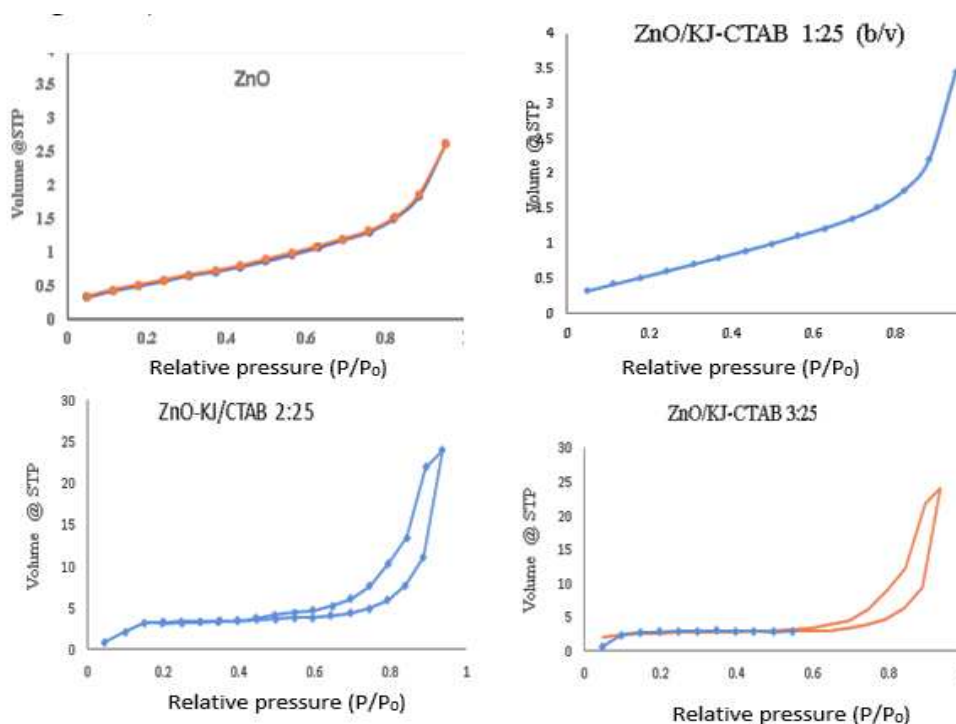 ZnO
4
3.5
3
2.5
2
1.5
1
0.5
0
Volume @STP
0 0.2 0.4 0.6 0.8
Relative pressure (P/P₀)
ZnO/KJ-CTAB 1:25 (b/v)
4
3.5
3
2.5
2
1.5
1
0.5
0
Volume @ STP
0 0.2 0.4 0.6 0.8
Relative pressure (P/P₀)
ZnO-KJ/CTAB 2:25
30
25
20
15
10
5
0
Volume @ STP
0 0.2 0.4 0.6 0.8 1
Relative pressure (P/P₀)
ZnO/KJ-CTAB 3:25
30
25
20
15
10
5
0
Volume @ STP
0 0.2 0.4 0.6 0.8
Relative pressure (P/P₀)